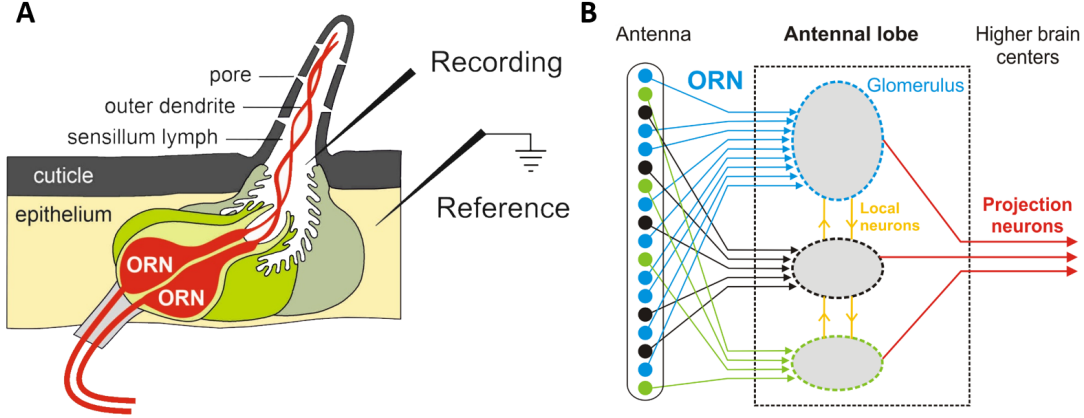 A
pore
outer dendrite
sensillum lymph
Recording
Reference
cuticle
epithelium
ORN
ORN
B
Antenna
Antennal lobe
Higher brain
centers
ORN
Glomerulus
Local
neurons
Projection
neurons